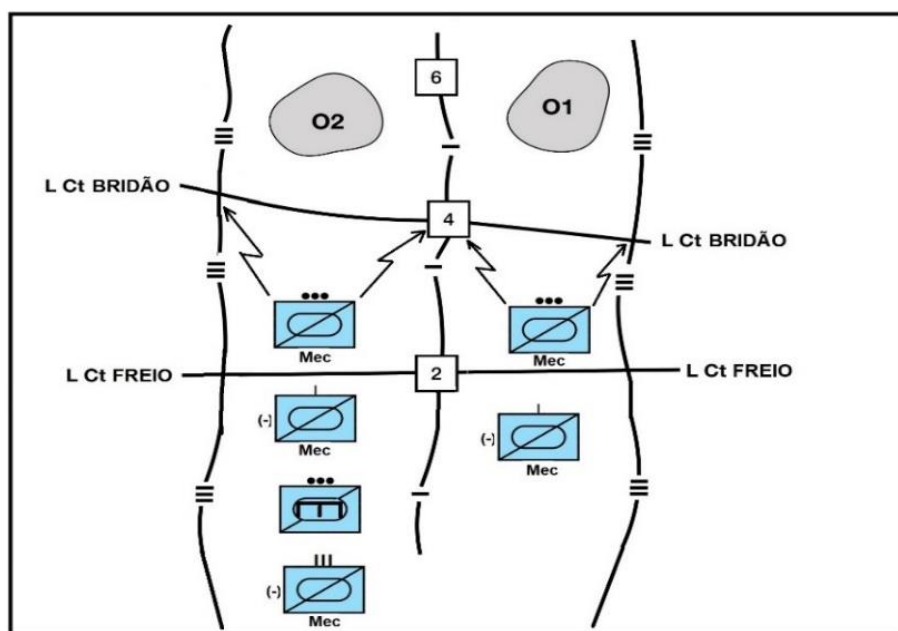 6
O2
O1
L Ct BRIDÃO
4
L Ct BRIDÃO
Mec
Mec
L Ct FREIO
2
L Ct FREIO
(-)
Mec
(-)
Mec
(-)
Mec